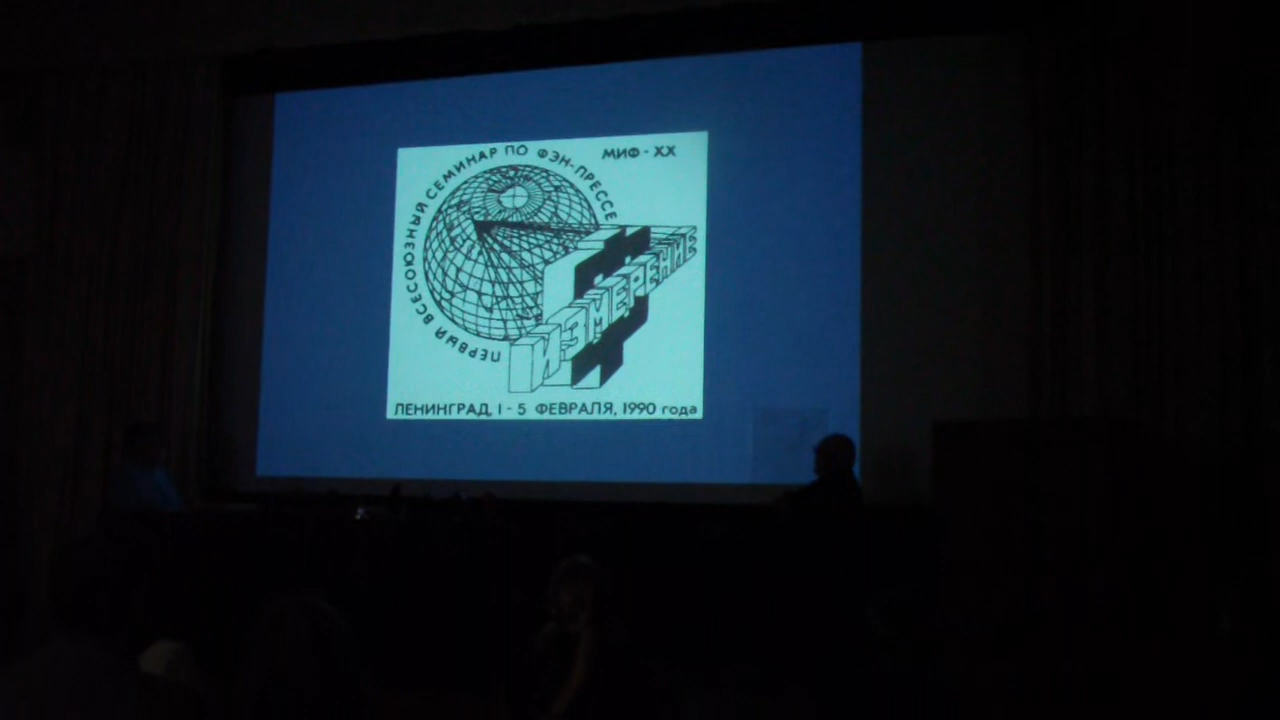 ПЕРВЫЙ ВСЕСОЮЗНЫЙ СЕМИНАР ПО ФЭН-ПРЕССЕ
МИФ - XX
ИЗМЕРЕНИЕ
ЛЕНИНГРАД, 1 - 5 ФЕВРАЛЯ, 1990 года